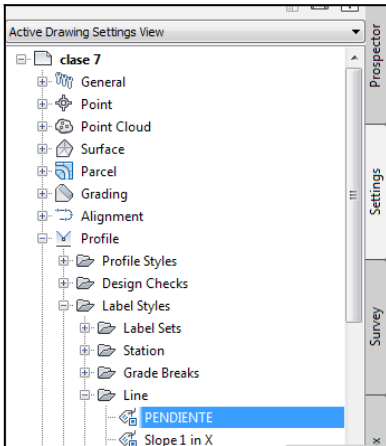 Active Drawing Settings View
clase 7
General
Point
Point Cloud
Surface
Parcel
Grading
Alignment
Profile
Profile Styles
Design Checks
Label Styles
Label Sets
Station
Grade Breaks
Line
PENDIENTE
Slope 1 in X
Prospector
Settings
Survey